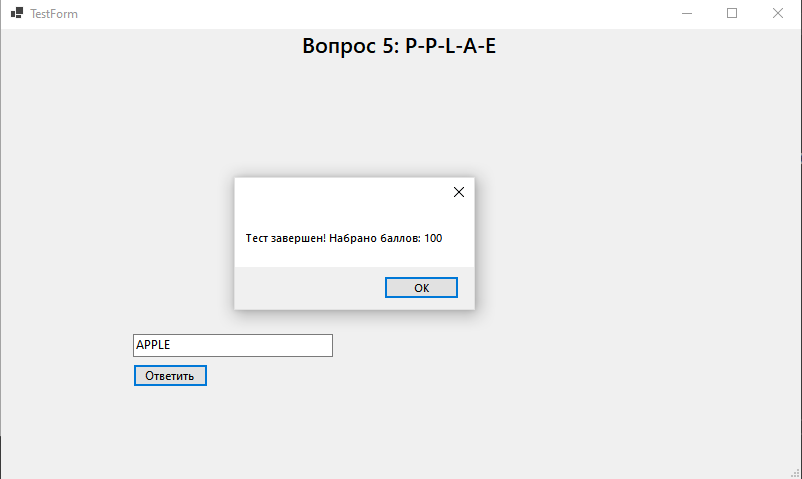 TestForm
Вопрос 5: P-P-L-A-E
Тест завершен! Набрано баллов: 100
OK
APPLE
Ответить